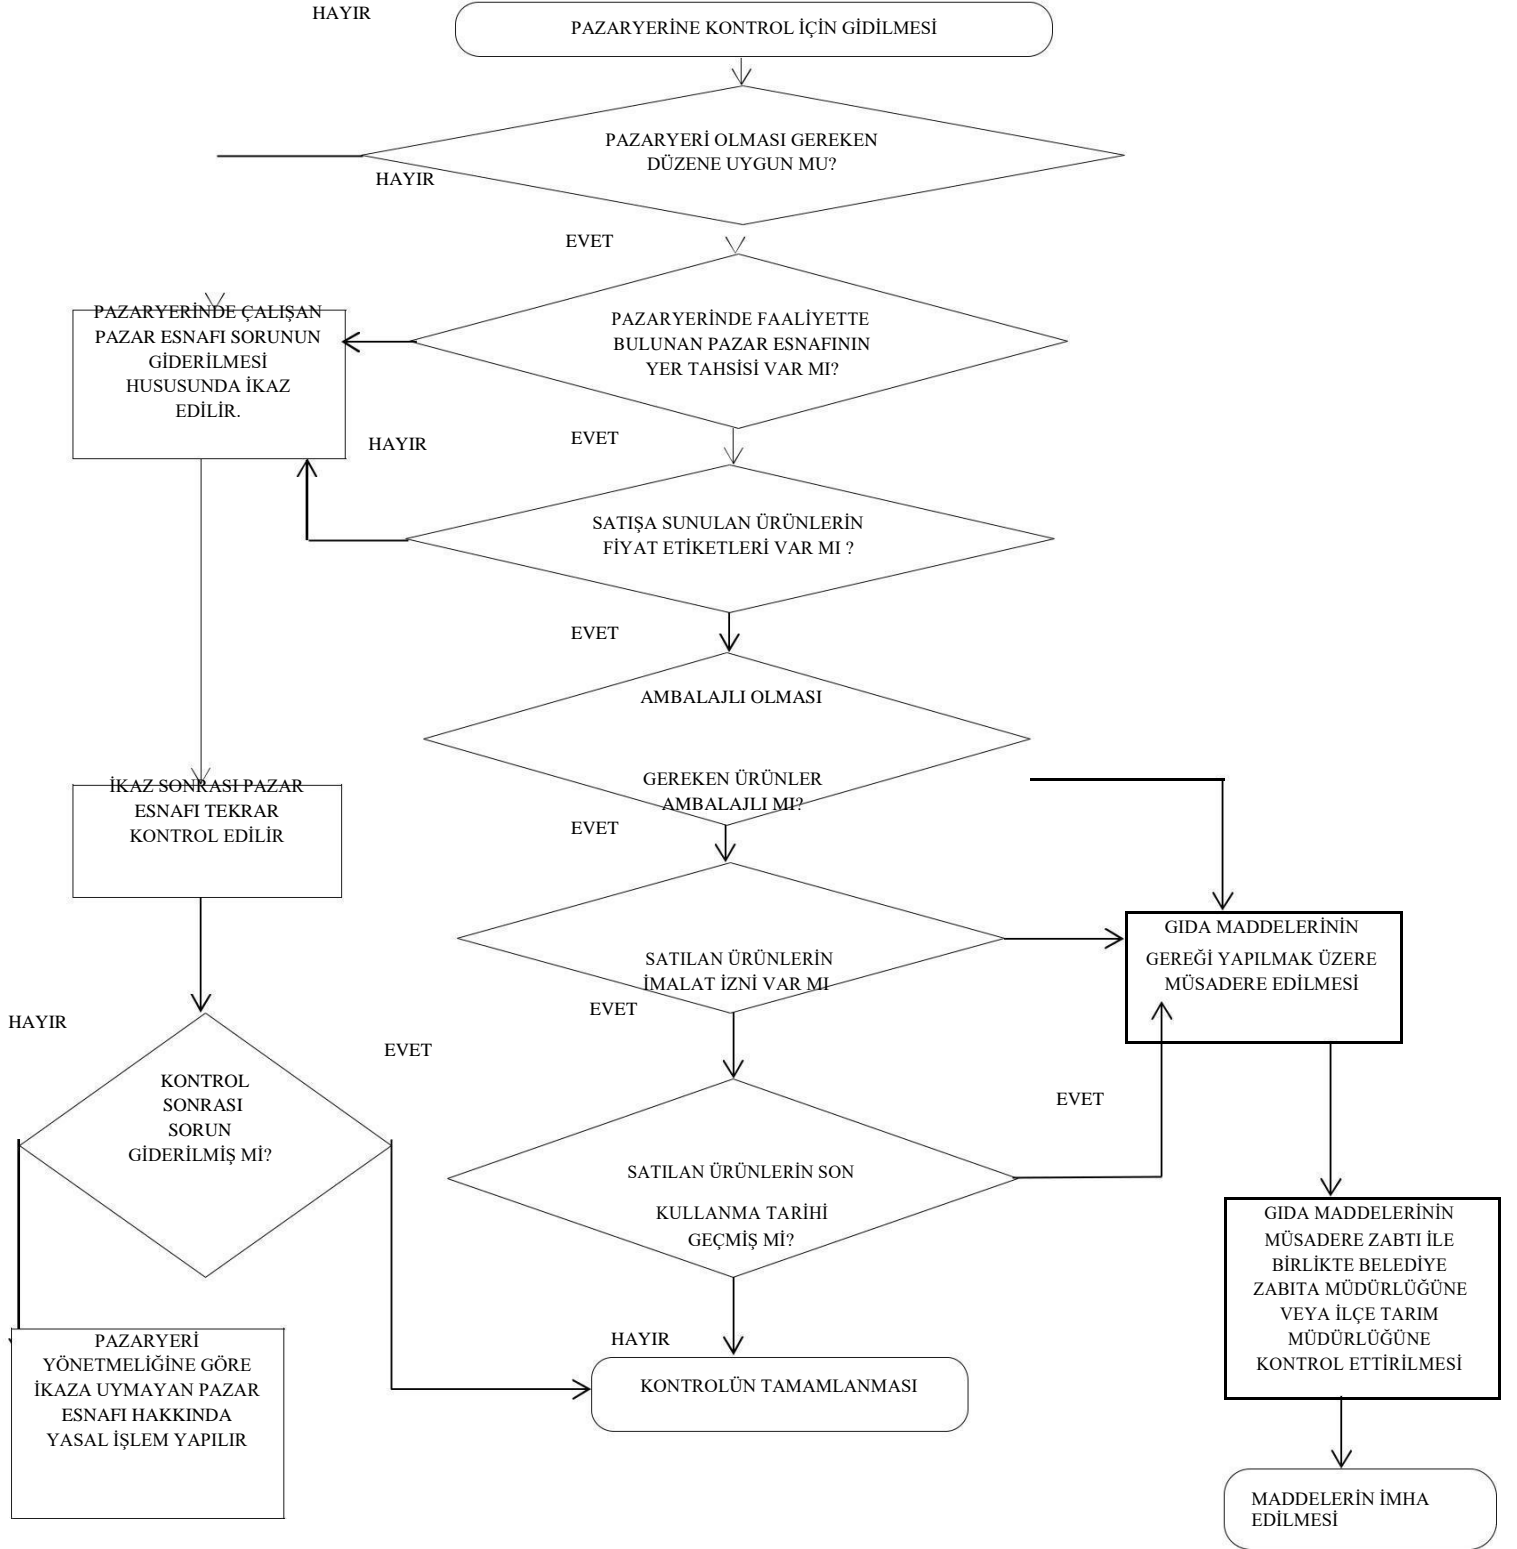 HAYIR
PAZARYERİNE KONTROL İÇİN GİDİLMESİ
PAZARYERİ OLMASI GEREKEN
DÜZENE UYGUN MU?
HAYIR
EVET
PAZARYERİNDE ÇALIŞAN
PAZAR ESNAFI SORUNUN
GİDERİLMESİ
HUSUSUNDA İKAZ
EDİLİR.
PAZARYERİNDE FAALİYETTE
BULUNAN PAZAR ESNAFININ
YER TAHSİSİ VAR MI?
HAYIR
EVET
SATIŞA SUNULAN ÜRÜNLERİN
FİYAT ETİKETLERİ VAR MI ?
EVET
AMBALAJLI OLMASI
GEREKEN ÜRÜNLER
AMBALAJLI MI?
İKAZ SONRASI PAZAR
ESNAFI TEKRAR
KONTROL EDİLİR
EVET
SATILAN ÜRÜNLERİN
İMALAT İZNİ VAR MI
GIDA MADDELERİNİN
GEREĞİ YAPILMAK ÜZERE
MÜSADERE EDİLMESİ
EVET
HAYIR
EVET
KONTROL
SONRASI
SORUN
GİDERİLMİŞ Mİ?
EVET
SATILAN ÜRÜNLERİN SON
KULLANMA TARİHİ
GEÇMİŞ Mİ?
GIDA MADDELERİNİN
MÜSADERE ZABTI İLE
BİRLİKTE BELEDİYE
ZABITA MÜDÜRLÜĞÜNE
VEYA İLÇE TARIM
MÜDÜRLÜĞÜNE
KONTROL ETTİRİLMESİ
PAZARYERİ
YÖNETMELİĞİNE GÖRE
İKAZA UYMAYAN PAZAR
ESNAFI HAKKINDA
YASAL İŞLEM YAPILIR
HAYIR
KONTROLÜN TAMAMLANMASI
MADDELERİN İMHA
EDİLMESİ